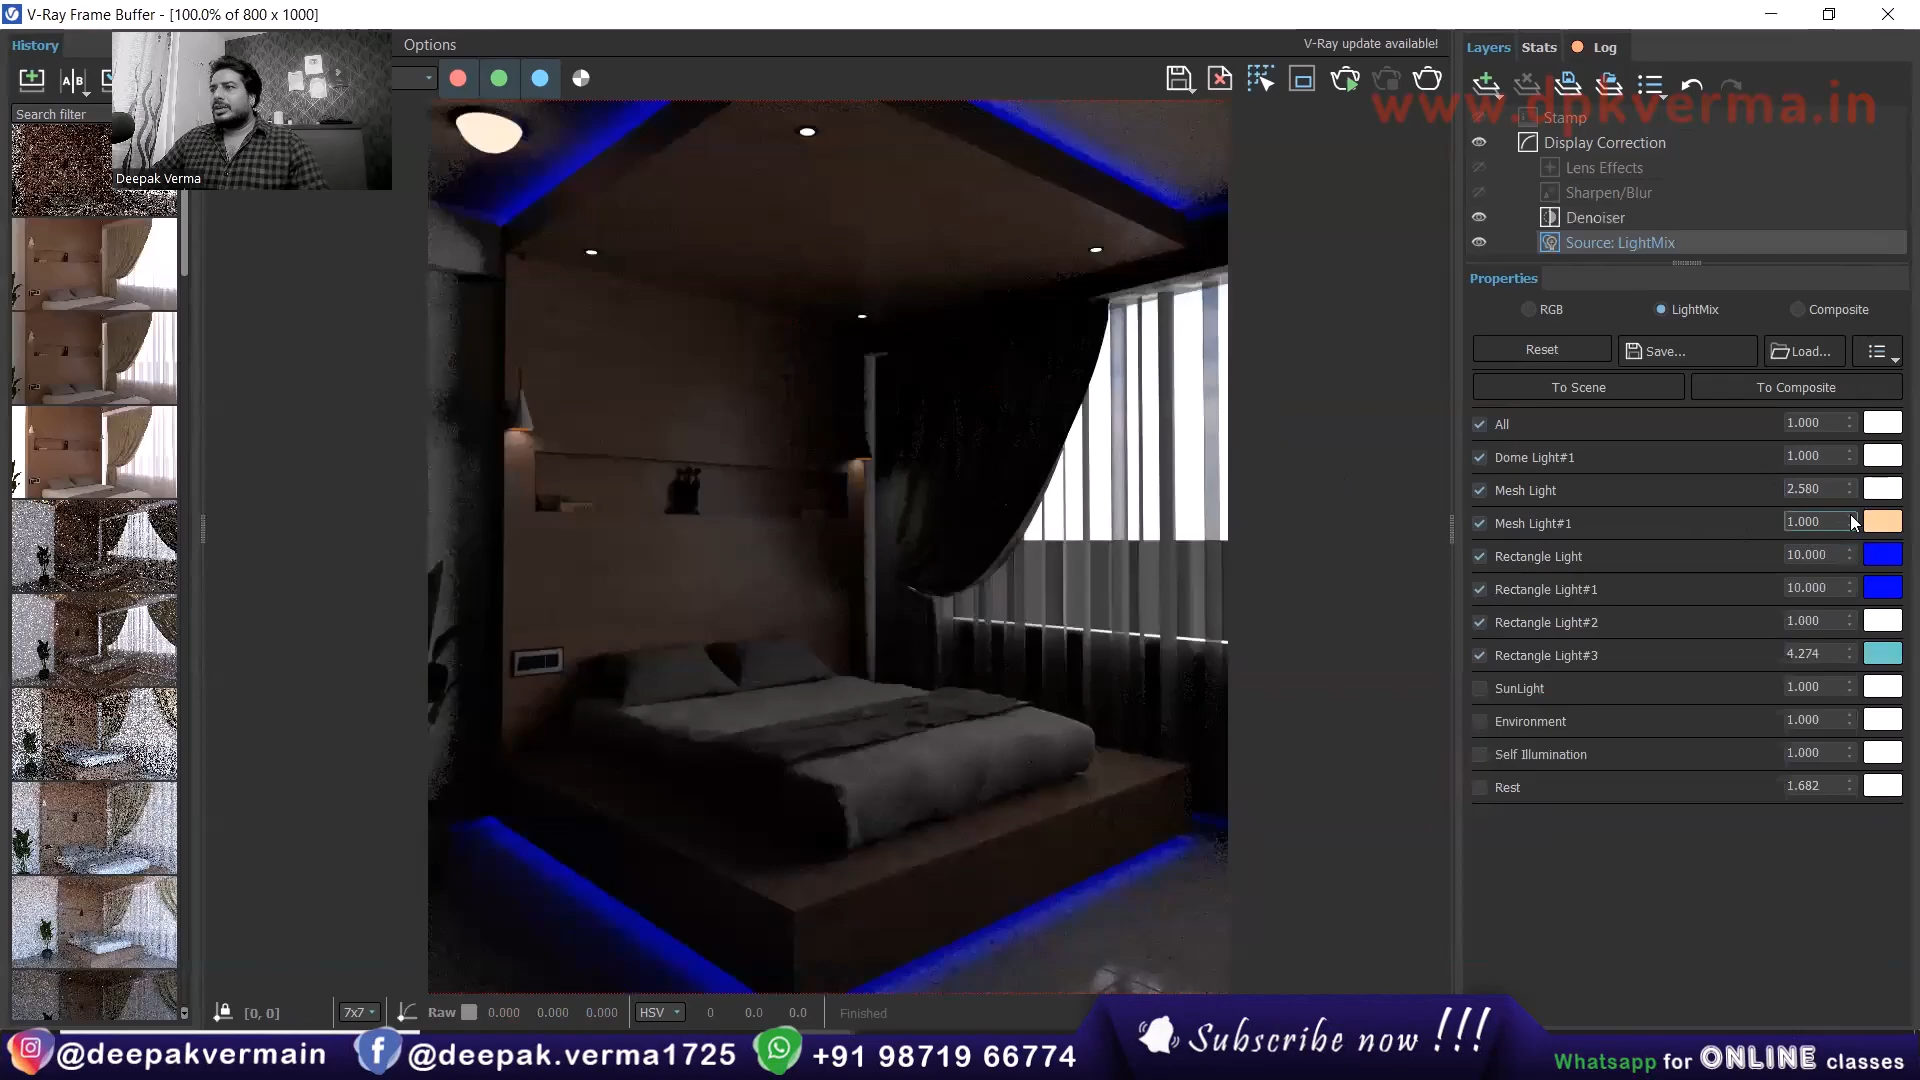 V-Ray Frame Buffer - [100.0% of 800 x 1000]
History
Options
V-Ray update available!
Layers Stats Log
A B
Search filter
www.dpkverma.in
Stamp
Display Correction
Lens Effects
Deepak Verma
Sharpen/Blur
Denoiser
Source: LightMix
Properties
RGB LightMix Composite
Reset Save... Load...
To Scene To Composite
All 1.000
Dome Light#1 1.000
Mesh Light 2.580
Mesh Light#1 1.000
Rectangle Light 10.000
Rectangle Light#1 10.000
Rectangle Light#2 1.000
Rectangle Light#3 4.274
SunLight 1.000
Environment 1.000
Self Illumination 1.000
Rest 1.682
[0, 0] 7x7 Raw 0.000 0.000 0.000 HSV 0 0.0 0.0 Finished
@deepakvermain @deepak.verma1725 +91 98719 66774
Subscribe now !!!
Whatsapp for ONLINE classes